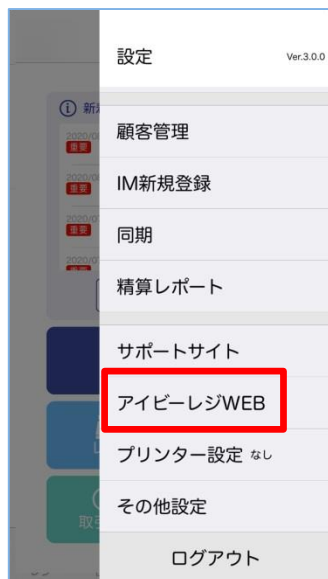 設定 Ver.3.0.0
新
2020/0
重要
2020/0
重要
2020/0
重要
2020/0
顧客管理
IM新規登録
同期
精算レポート
サポートサイト
アイビーレジWEB
プリンター設定 なし
その他設定
取
ログアウト